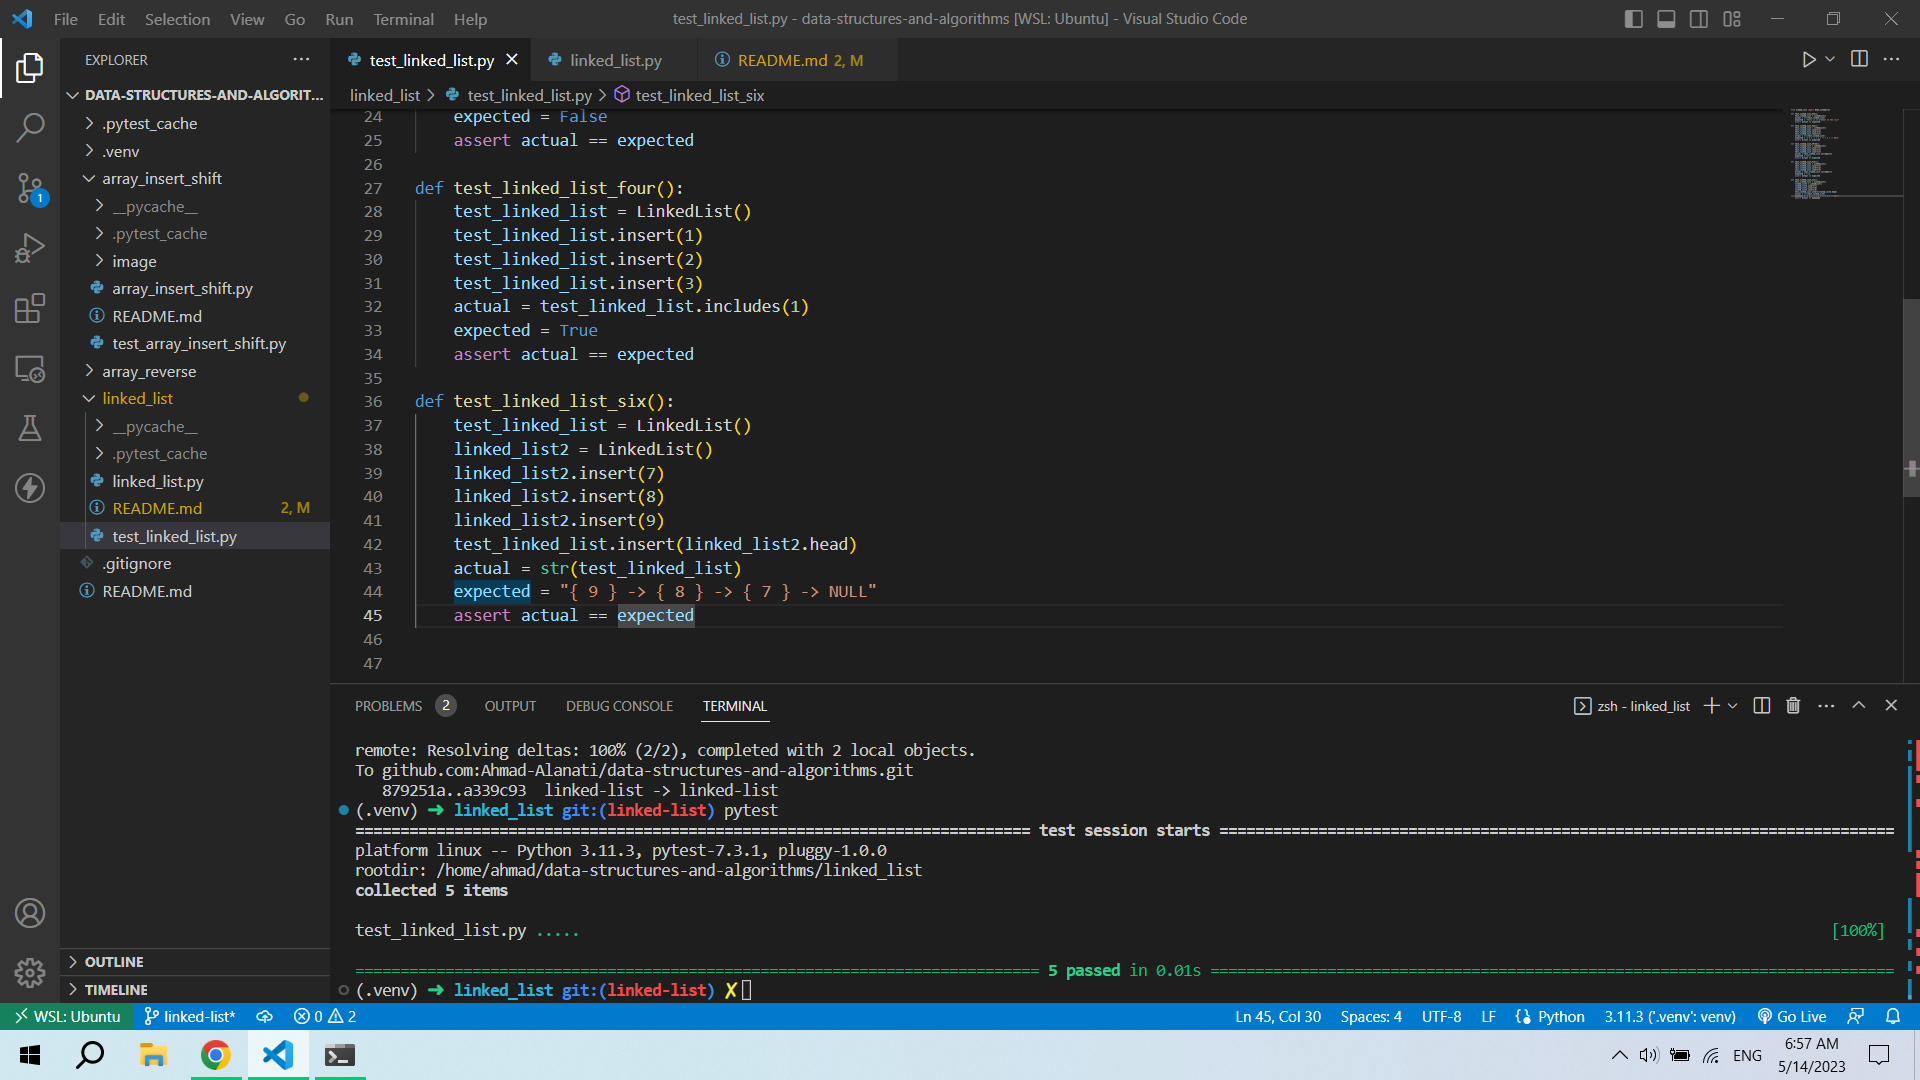 File Edit Selection View Go Run Terminal Help
test_linked_list.py - data-structures-and-algorithms [WSL: Ubuntu] - Visual Studio Code
EXPLORER
DATA-STRUCTURES-AND-ALGORIT...
.pytest_cache
.venv
array_insert_shift
__pycache__
.pytest_cache
image
array_insert_shift.py
README.md
test_array_insert_shift.py
array_reverse
linked_list
__pycache__
.pytest_cache
linked_list.py
README.md 2, M
test_linked_list.py
.gitignore
README.md
OUTLINE
TIMELINE
1
test_linked_list.py linked_list.py README.md 2, M
linked_list > test_linked_list.py > test_linked_list_six
24 expected = False
25 assert actual == expected
26
27 def test_linked_list_four():
28 test_linked_list = LinkedList()
29 test_linked_list.insert(1)
30 test_linked_list.insert(2)
31 test_linked_list.insert(3)
32 actual = test_linked_list.includes(1)
33 expected = True
34 assert actual == expected
35
36 def test_linked_list_six():
37 test_linked_list = LinkedList()
38 linked_list2 = LinkedList()
39 linked_list2.insert(7)
40 linked_list2.insert(8)
41 linked_list2.insert(9)
42 test_linked_list.insert(linked_list2.head)
43 actual = str(test_linked_list)
44 expected = "{ 9 } -> { 8 } -> { 7 } -> NULL"
45 assert actual == expected
46
47
PROBLEMS 2 OUTPUT DEBUG CONSOLE TERMINAL
zsh - linked_list
remote: Resolving deltas: 100% (2/2), completed with 2 local objects.
To github.com:Ahmad-Alanati/data-structures-and-algorithms.git
879251a..a339c93 linked-list -> linked-list
(.venv) ➜ linked_list git:(linked-list) pytest
=========================================================================== test session starts ===========================================================================
platform linux -- Python 3.11.3, pytest-7.3.1, pluggy-1.0.0
rootdir: /home/ahmad/data-structures-and-algorithms/linked_list
collected 5 items
test_linked_list.py ..... [100%]
============================================================================ 5 passed in 0.01s ============================================================================
(.venv) ➜ linked_list git:(linked-list) ✗
WSL: Ubuntu linked-list* 0 2
Ln 45, Col 30 Spaces: 4 UTF-8 LF Python 3.11.3 ('.venv': venv) Go Live
ENG
6:57 AM
5/14/2023